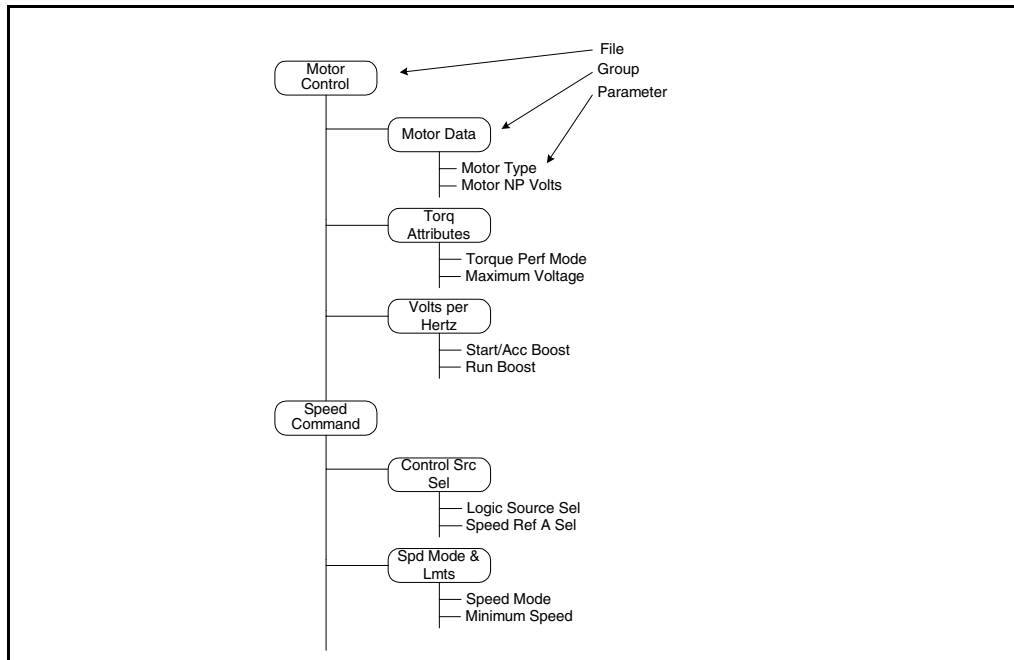 File
Group
Parameter
Motor
Control
Motor Data
Motor Type
Motor NP Volts
Torq
Attributes
Torque Perf Mode
Maximum Voltage
Volts per
Hertz
Start/Acc Boost
Run Boost
Speed
Command
Control Src
Sel
Logic Source Sel
Speed Ref A Sel
Spd Mode &
Lmts
Speed Mode
Minimum Speed